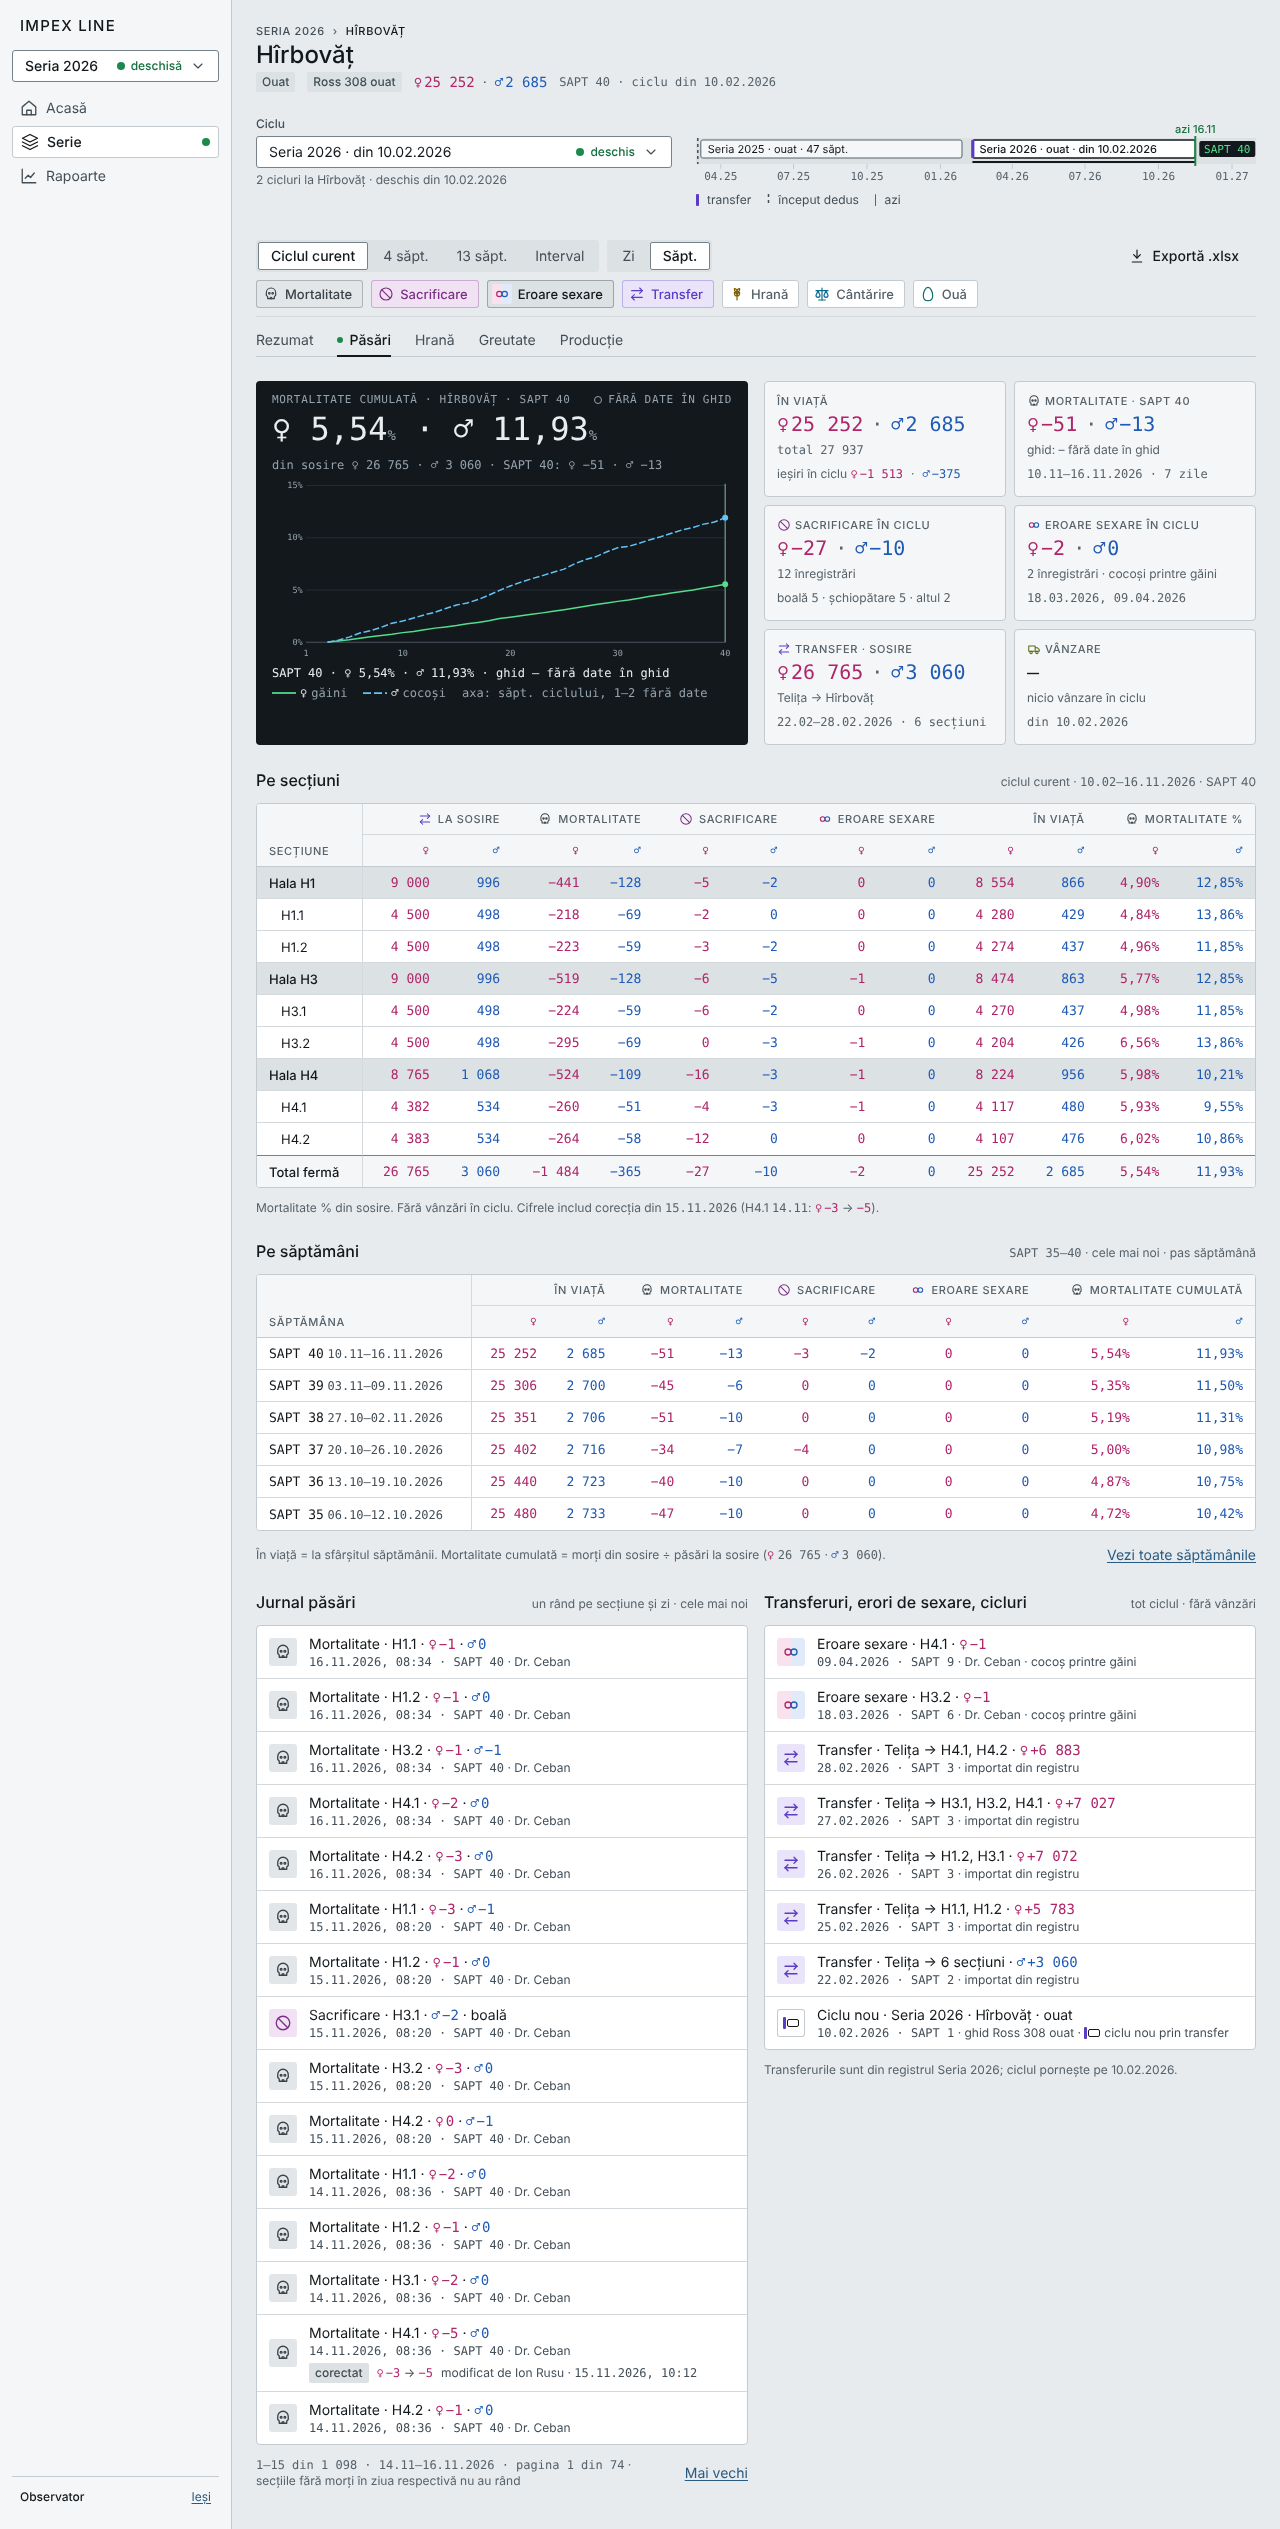 IMPEX LINE
Seria 2026 deschisă
Acasă
Serie
Rapoarte
SERIA 2026 › HÎRBOVĂȚ
Hîrbovăț
Ouat Ross 308 ouat ♀25 252 · ♂2 685 SAPT 40 · ciclu din 10.02.2026
Ciclu
Seria 2026 · din 10.02.2026 deschis
2 cicluri la Hîrbovăț · deschis din 10.02.2026
azi 16.11
Seria 2025 · ouat · 47 săpt. Seria 2026 · ouat · din 10.02.2026 SAPT 40
04.25 07.25 10.25 01.26 04.26 07.26 10.26 01.27
transfer început dedus azi
Ciclul curent 4 săpt. 13 săpt. Interval Zi Săpt. Exportă .xlsx
Mortalitate Sacrificare Eroare sexare Transfer Hrană Cântărire Ouă
Rezumat Păsări Hrană Greutate Producție
MORTALITATE CUMULATĂ · HÎRBOVĂȚ · SAPT 40 FĂRĂ DATE ÎN GHID
♀ 5,54% · ♂ 11,93%
din sosire ♀ 26 765 · ♂ 3 060 · SAPT 40: ♀ −51 · ♂ −13
15%
10%
5%
0%
1 10 20 30 40
SAPT 40 · ♀ 5,54% · ♂ 11,93% · ghid — fără date în ghid
♀ găini ♂ cocoși axa: săpt. ciclului, 1–2 fără date
ÎN VIAȚĂ
♀25 252 · ♂2 685
total 27 937
ieșiri în ciclu ♀−1 513 · ♂−375
MORTALITATE · SAPT 40
♀−51 · ♂−13
ghid: – fără date în ghid
10.11–16.11.2026 · 7 zile
SACRIFICARE ÎN CICLU
♀−27 · ♂−10
12 înregistrări
boală 5 · șchiopătare 5 · altul 2
EROARE SEXARE ÎN CICLU
♀−2 · ♂0
2 înregistrări · cocoși printre găini
18.03.2026, 09.04.2026
TRANSFER · SOSIRE
♀26 765 · ♂3 060
Telița → Hîrbovăț
22.02–28.02.2026 · 6 secțiuni
VÂNZARE
—
nicio vânzare în ciclu
din 10.02.2026
Pe secțiuni ciclul curent · 10.02–16.11.2026 · SAPT 40
LA SOSIRE MORTALITATE SACRIFICARE EROARE SEXARE ÎN VIAȚĂ MORTALITATE %
SECȚIUNE ♀ ♂ ♀ ♂ ♀ ♂ ♀ ♂ ♀ ♂ ♀ ♂
Hala H1 9 000 996 −441 −128 −5 −2 0 0 8 554 866 4,90% 12,85%
H1.1 4 500 498 −218 −69 −2 0 0 0 4 280 429 4,84% 13,86%
H1.2 4 500 498 −223 −59 −3 −2 0 0 4 274 437 4,96% 11,85%
Hala H3 9 000 996 −519 −128 −6 −5 −1 0 8 474 863 5,77% 12,85%
H3.1 4 500 498 −224 −59 −6 −2 0 0 4 270 437 4,98% 11,85%
H3.2 4 500 498 −295 −69 0 −3 −1 0 4 204 426 6,56% 13,86%
Hala H4 8 765 1 068 −524 −109 −16 −3 −1 0 8 224 956 5,98% 10,21%
H4.1 4 382 534 −260 −51 −4 −3 −1 0 4 117 480 5,93% 9,55%
H4.2 4 383 534 −264 −58 −12 0 0 0 4 107 476 6,02% 10,86%
Total fermă 26 765 3 060 −1 484 −365 −27 −10 −2 0 25 252 2 685 5,54% 11,93%
Mortalitate % din sosire. Fără vânzări în ciclu. Cifrele includ corecția din 15.11.2026 (H4.1 14.11: ♀−3 → −5).
Pe săptămâni SAPT 35–40 · cele mai noi · pas săptămână
ÎN VIAȚĂ MORTALITATE SACRIFICARE EROARE SEXARE MORTALITATE CUMULATĂ
SĂPTĂMÂNA ♀ ♂ ♀ ♂ ♀ ♂ ♀ ♂ ♀ ♂
SAPT 40 10.11–16.11.2026 25 252 2 685 −51 −13 −3 −2 0 0 5,54% 11,93%
SAPT 39 03.11–09.11.2026 25 306 2 700 −45 −6 0 0 0 0 5,35% 11,50%
SAPT 38 27.10–02.11.2026 25 351 2 706 −51 −10 0 0 0 0 5,19% 11,31%
SAPT 37 20.10–26.10.2026 25 402 2 716 −34 −7 −4 0 0 0 5,00% 10,98%
SAPT 36 13.10–19.10.2026 25 440 2 723 −40 −10 0 0 0 0 4,87% 10,75%
SAPT 35 06.10–12.10.2026 25 480 2 733 −47 −10 0 0 0 0 4,72% 10,42%
În viață = la sfârșitul săptămânii. Mortalitate cumulată = morți din sosire ÷ păsări la sosire (♀ 26 765 · ♂ 3 060). Vezi toate săptămânile
Jurnal păsări un rând pe secțiune și zi · cele mai noi
Mortalitate · H1.1 · ♀−1 · ♂0
16.11.2026, 08:34 · SAPT 40 · Dr. Ceban
Mortalitate · H1.2 · ♀−1 · ♂0
16.11.2026, 08:34 · SAPT 40 · Dr. Ceban
Mortalitate · H3.2 · ♀−1 · ♂−1
16.11.2026, 08:34 · SAPT 40 · Dr. Ceban
Mortalitate · H4.1 · ♀−2 · ♂0
16.11.2026, 08:34 · SAPT 40 · Dr. Ceban
Mortalitate · H4.2 · ♀−3 · ♂0
16.11.2026, 08:34 · SAPT 40 · Dr. Ceban
Mortalitate · H1.1 · ♀−3 · ♂−1
15.11.2026, 08:20 · SAPT 40 · Dr. Ceban
Mortalitate · H1.2 · ♀−1 · ♂0
15.11.2026, 08:20 · SAPT 40 · Dr. Ceban
Sacrificare · H3.1 · ♂−2 · boală
15.11.2026, 08:20 · SAPT 40 · Dr. Ceban
Mortalitate · H3.2 · ♀−3 · ♂0
15.11.2026, 08:20 · SAPT 40 · Dr. Ceban
Mortalitate · H4.2 · ♀0 · ♂−1
15.11.2026, 08:20 · SAPT 40 · Dr. Ceban
Mortalitate · H1.1 · ♀−2 · ♂0
14.11.2026, 08:36 · SAPT 40 · Dr. Ceban
Mortalitate · H1.2 · ♀−1 · ♂0
14.11.2026, 08:36 · SAPT 40 · Dr. Ceban
Mortalitate · H3.1 · ♀−2 · ♂0
14.11.2026, 08:36 · SAPT 40 · Dr. Ceban
Mortalitate · H4.1 · ♀−5 · ♂0
14.11.2026, 08:36 · SAPT 40 · Dr. Ceban
corectat ♀−3 → −5 modificat de Ion Rusu · 15.11.2026, 10:12
Mortalitate · H4.2 · ♀−1 · ♂0
14.11.2026, 08:36 · SAPT 40 · Dr. Ceban
1–15 din 1 098 · 14.11–16.11.2026 · pagina 1 din 74 ·
secțiile fără morți în ziua respectivă nu au rând
Mai vechi
Transferuri, erori de sexare, cicluri tot ciclul · fără vânzări
Eroare sexare · H4.1 · ♀−1
09.04.2026 · SAPT 9 · Dr. Ceban · cocoș printre găini
Eroare sexare · H3.2 · ♀−1
18.03.2026 · SAPT 6 · Dr. Ceban · cocoș printre găini
Transfer · Telița → H4.1, H4.2 · ♀+6 883
28.02.2026 · SAPT 3 · importat din registru
Transfer · Telița → H3.1, H3.2, H4.1 · ♀+7 027
27.02.2026 · SAPT 3 · importat din registru
Transfer · Telița → H1.2, H3.1 · ♀+7 072
26.02.2026 · SAPT 3 · importat din registru
Transfer · Telița → H1.1, H1.2 · ♀+5 783
25.02.2026 · SAPT 3 · importat din registru
Transfer · Telița → 6 secțiuni · ♂+3 060
22.02.2026 · SAPT 2 · importat din registru
Ciclu nou · Seria 2026 · Hîrbovăț · ouat
10.02.2026 · SAPT 1 · ghid Ross 308 ouat · ciclu nou prin transfer
Transferurile sunt din registrul Seria 2026; ciclul pornește pe 10.02.2026.
Observator Ieși